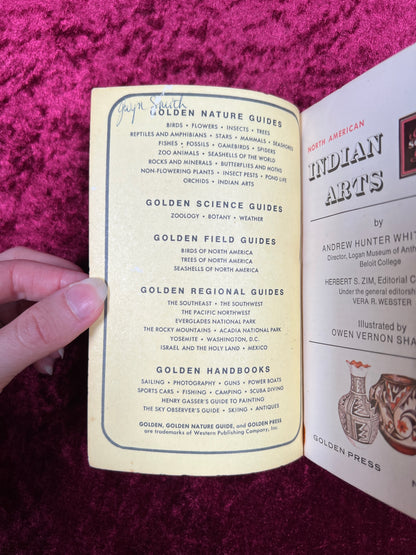 Gwyn Smith
GOLDEN NATURE GUIDES
BIRDS • FLOWERS • INSECTS • TREES
REPTILES AND AMPHIBIANS • STARS • MAMMALS • SEASHORES
FISHES • FOSSILS • GAMEBIRDS • SPIDERS
ZOO ANIMALS • SEASHELLS OF THE WORLD
ROCKS AND MINERALS • BUTTERFLIES AND MOTHS
NON-FLOWERING PLANTS • INSECT PESTS • POND LIFE
ORCHIDS • INDIAN ARTS
GOLDEN SCIENCE GUIDES
ZOOLOGY • BOTANY • WEATHER
GOLDEN FIELD GUIDES
BIRDS OF NORTH AMERICA
TREES OF NORTH AMERICA
SEASHELLS OF NORTH AMERICA
GOLDEN REGIONAL GUIDES
THE SOUTHEAST • THE SOUTHWEST
THE PACIFIC NORTHWEST
EVERGLADES NATIONAL PARK
THE ROCKY MOUNTAINS • ACADIA NATIONAL PARK
YOSEMITE • WASHINGTON, D.C.
ISRAEL AND THE HOLY LAND • MEXICO
GOLDEN HANDBOOKS
SAILING • PHOTOGRAPHY • GUNS • POWER BOATS
SPORTS CARS • FISHING • CAMPING • SCUBA DIVING
HENRY GASSER'S GUIDE TO PAINTING
THE SKY OBSERVER'S GUIDE • SKIING • ANTIQUES
GOLDEN, GOLDEN NATURE GUIDE, and GOLDEN PRESS
are trademarks of Western Publishing Company, Inc.
NORTH AMERICAN
INDIAN
ARTS
by
ANDREW HUNTER WHIT
Director, Logan Museum of Anth
Beloit College
HERBERT S. ZIM, Editorial C
Under the general editorsh
VERA R. WEBSTER
Illustrated by
OWEN VERNON SHA
GOLDEN PRESS
N